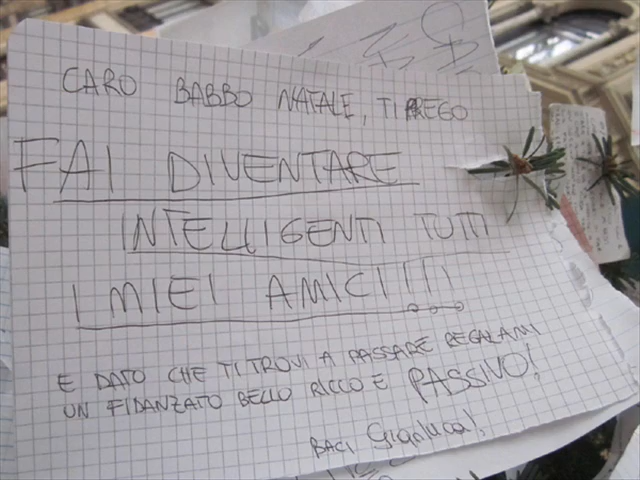 CARO BABBO NATALE, TI PREGO
FAI DIVENTARE
INTELLIGENTI TUTTI
I MIEI AMICI!!!!
E DATO CHE TI TROVI A PASSARE REGALAMI
UN FIDANZATO BELLO RICCO E PASSIVO!
BACI Gianluca!